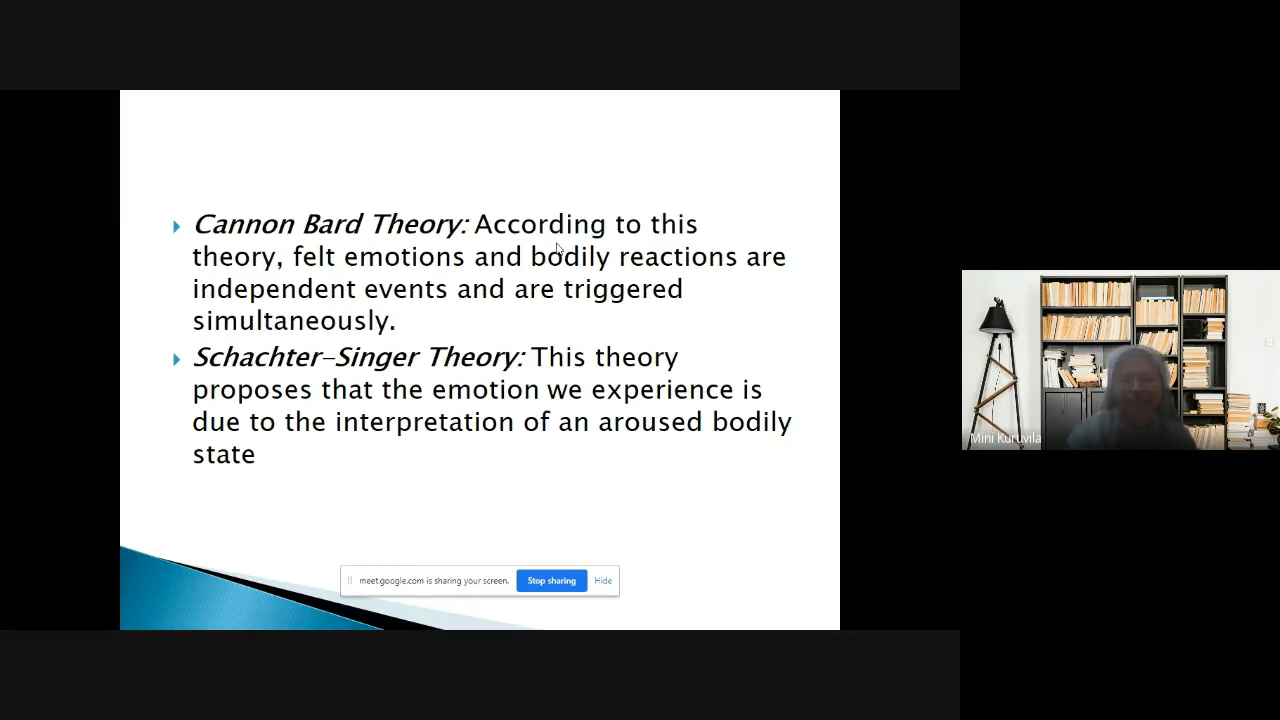 Cannon Bard Theory: According to this
theory, felt emotions and bodily reactions are
independent events and are triggered
simultaneously.
Schachter-Singer Theory: This theory
proposes that the emotion we experience is
due to the interpretation of an aroused bodily
state
meet.google.com is sharing your screen.
Stop sharing
Hide
Mini Kuruvila